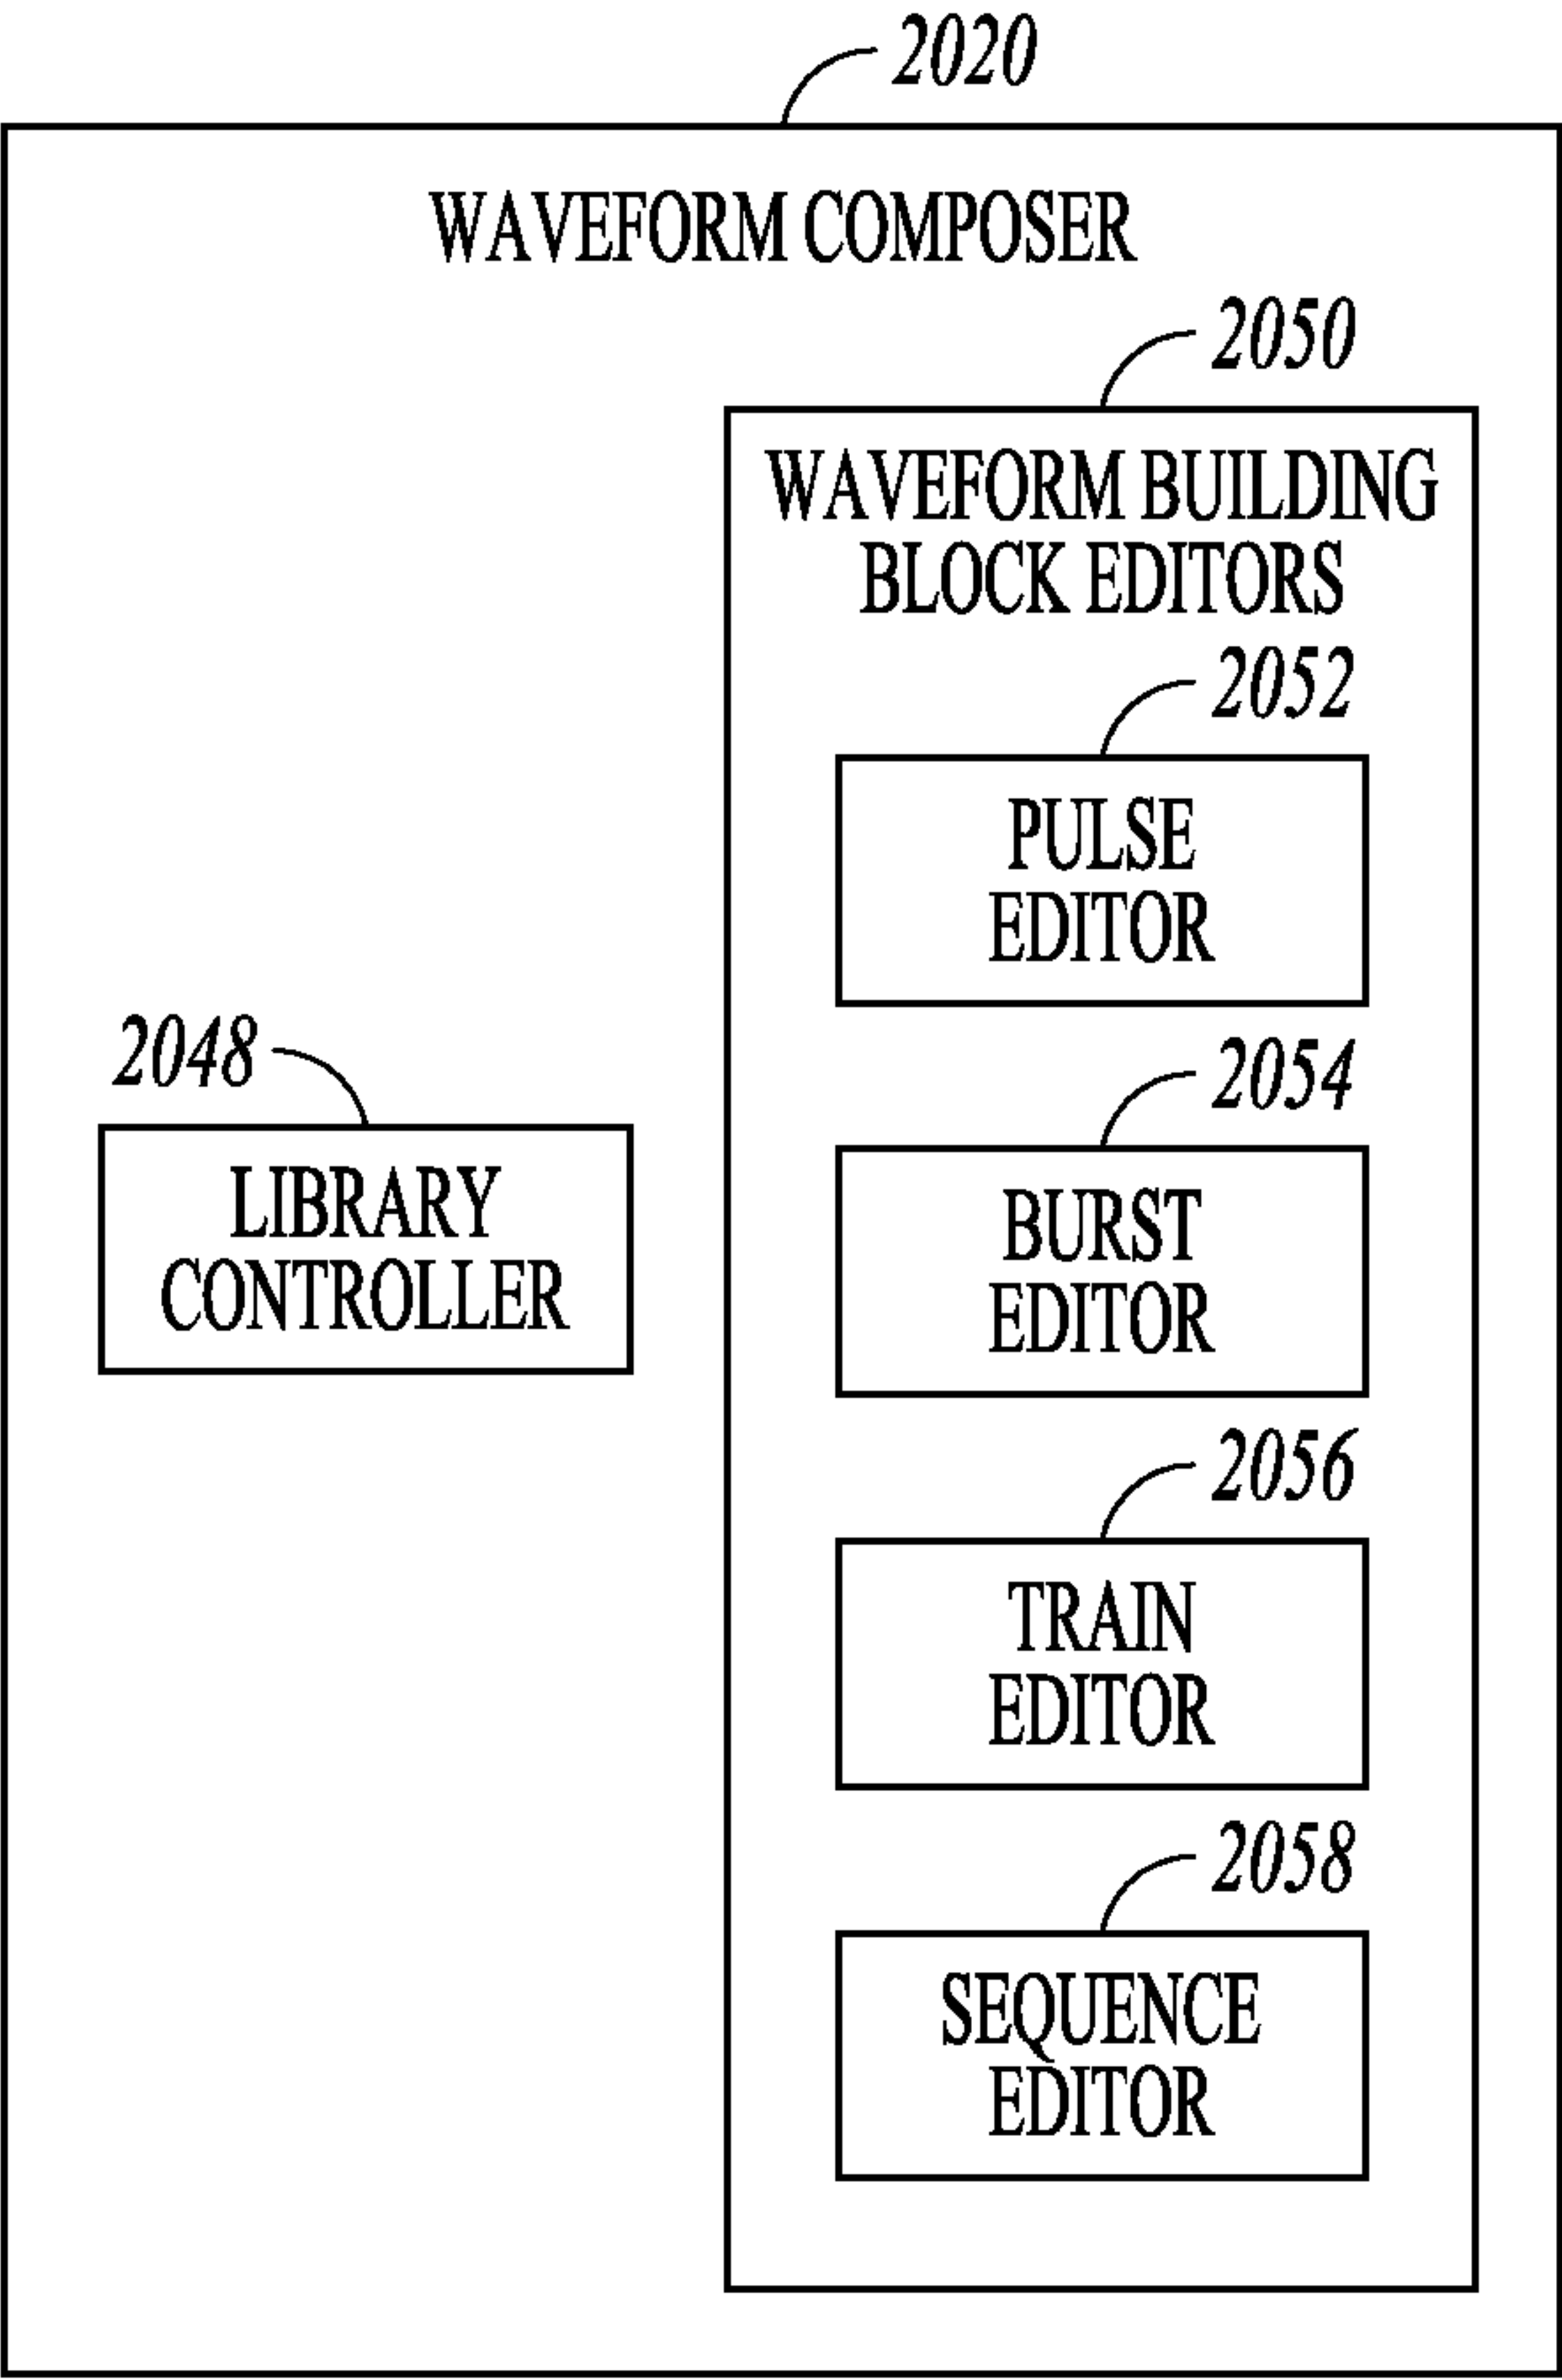 2020
WAVEFORM COMPOSER
2050
WAVEFORM BUILDING
BLOCK EDITORS
2052
PULSE
EDITOR
2048
LIBRARY
CONTROLLER
2054
BURST
EDITOR
2056
TRAIN
EDITOR
2058
SEQUENCE
EDITOR